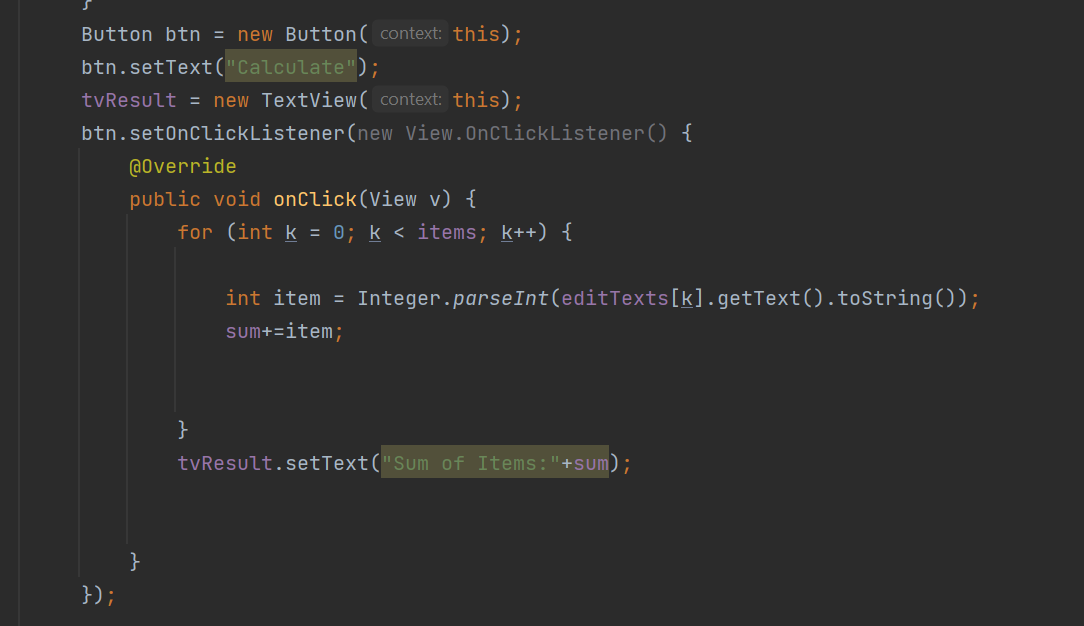 }
Button btn = new Button( context: this);
btn.setText("Calculate");
tvResult = new TextView( context: this);
btn.setOnClickListener(new View.OnClickListener() {
@Override
public void onClick(View v) {
for (int k = 0; k < items; k++) {
int item = Integer.parseInt(editTexts[k].getText().toString());
sum+=item;
}
tvResult.setText("Sum of Items:"+sum);
}
});